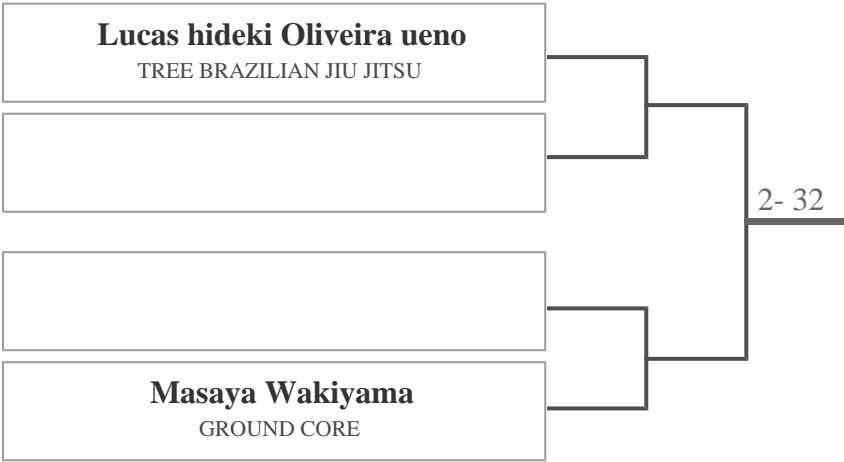 Lucas hideki Oliveira ueno
TREE BRAZILIAN JIU JITSU
2- 32
Masaya Wakiyama
GROUND CORE